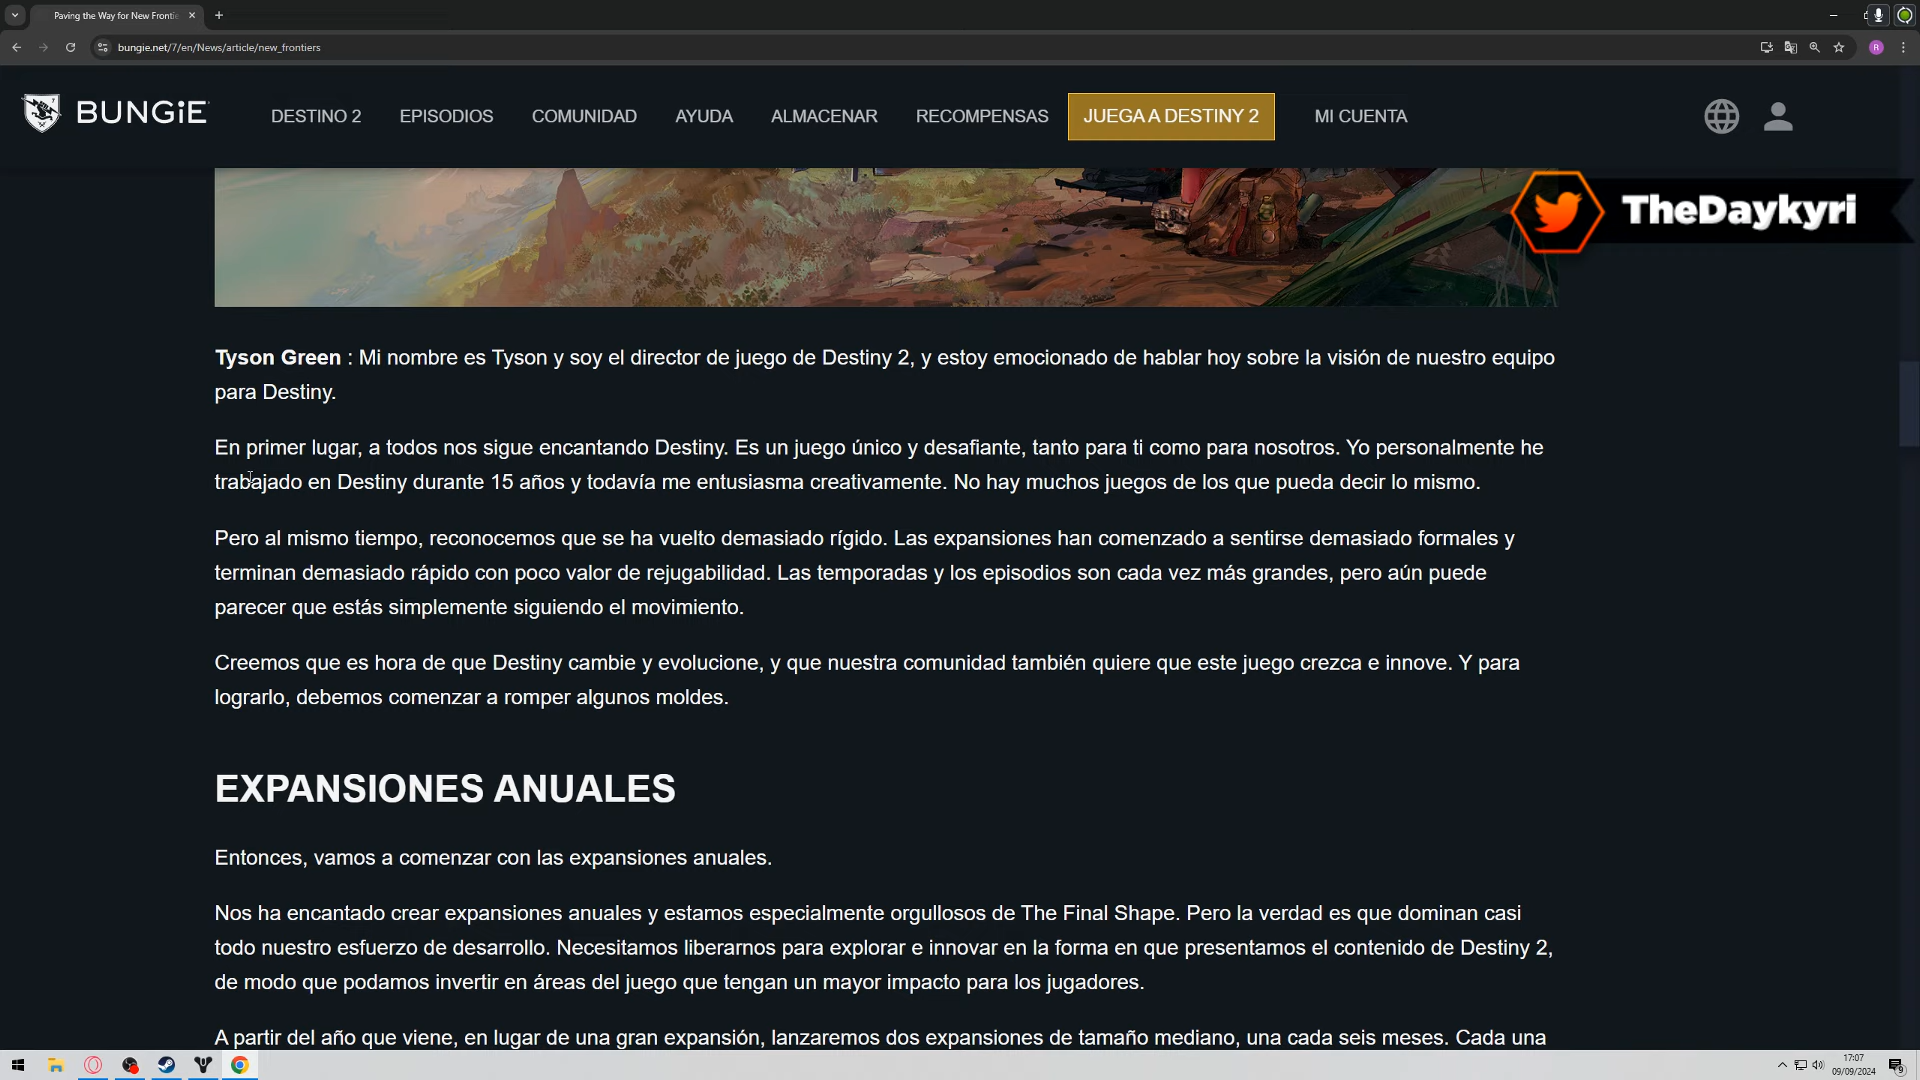 Paving the Way for New Frontie
bungie.net/7/en/News/article/new_frontiers
R
BUNGiE
DESTINO 2
EPISODIOS
COMUNIDAD
AYUDA
ALMACENAR
RECOMPENSAS
JUEGA A DESTINY 2
MI CUENTA
TheDaykyri
Tyson Green : Mi nombre es Tyson y soy el director de juego de Destiny 2, y estoy emocionado de hablar hoy sobre la visión de nuestro equipo
para Destiny.
En primer lugar, a todos nos sigue encantando Destiny. Es un juego único y desafiante, tanto para ti como para nosotros. Yo personalmente he
trabajado en Destiny durante 15 años y todavía me entusiasma creativamente. No hay muchos juegos de los que pueda decir lo mismo.
Pero al mismo tiempo, reconocemos que se ha vuelto demasiado rígido. Las expansiones han comenzado a sentirse demasiado formales y
terminan demasiado rápido con poco valor de rejugabilidad. Las temporadas y los episodios son cada vez más grandes, pero aún puede
parecer que estás simplemente siguiendo el movimiento.
Creemos que es hora de que Destiny cambie y evolucione, y que nuestra comunidad también quiere que este juego crezca e innove. Y para
lograrlo, debemos comenzar a romper algunos moldes.
EXPANSIONES ANUALES
Entonces, vamos a comenzar con las expansiones anuales.
Nos ha encantado crear expansiones anuales y estamos especialmente orgullosos de The Final Shape. Pero la verdad es que dominan casi
todo nuestro esfuerzo de desarrollo. Necesitamos liberarnos para explorar e innovar en la forma en que presentamos el contenido de Destiny 2,
de modo que podamos invertir en áreas del juego que tengan un mayor impacto para los jugadores.
A partir del año que viene, en lugar de una gran expansión, lanzaremos dos expansiones de tamaño mediano, una cada seis meses. Cada una
17:07
09/09/2024